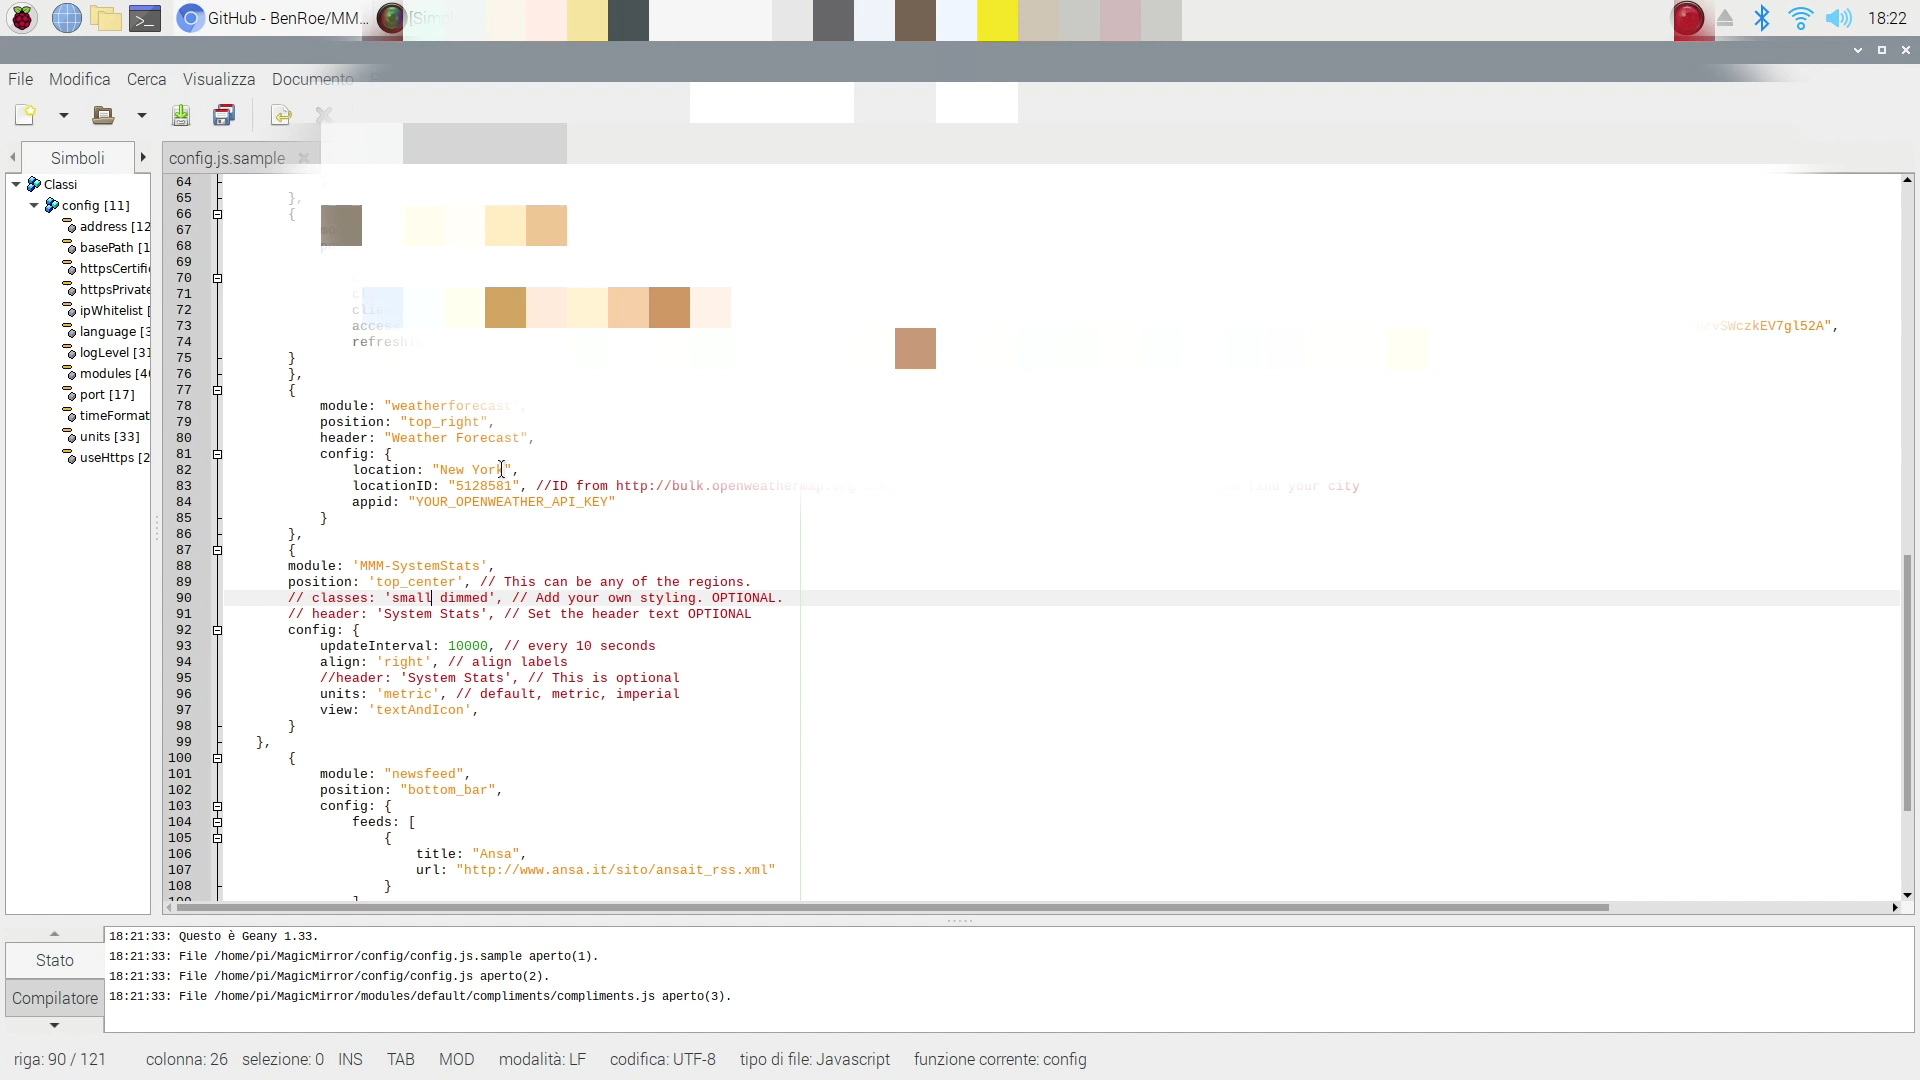 GitHub - BenRoe/MM...
18:22
File Modifica Cerca Visualizza Documento
Simboli
config.js.sample
Classi
config [11]
address [12
basePath [1
httpsCertifi
httpsPrivate
ipWhitelist [
language [3
logLevel [31
modules [40
port [17]
timeFormat
units [33]
useHttps [2
64
65 },
66 {
67
68
69
70
71
72
73 SWczkEV7gl52A",
74
75 }
76 },
77 {
78 module: "weatherforecast",
79 position: "top_right",
80 header: "Weather Forecast",
81 config: {
82 location: "New York",
83 locationID: "5128581", //ID from http://bulk.openweathermap.org find your city
84 appid: "YOUR_OPENWEATHER_API_KEY"
85 }
86 },
87 {
88 module: 'MMM-SystemStats',
89 position: 'top_center', // This can be any of the regions.
90 // classes: 'small dimmed', // Add your own styling. OPTIONAL.
91 // header: 'System Stats', // Set the header text OPTIONAL
92 config: {
93 updateInterval: 10000, // every 10 seconds
94 align: 'right', // align labels
95 //header: 'System Stats', // This is optional
96 units: 'metric', // default, metric, imperial
97 view: 'textAndIcon',
98 }
99 },
100 {
101 module: "newsfeed",
102 position: "bottom_bar",
103 config: {
104 feeds: [
105 {
106 title: "Ansa",
107 url: "http://www.ansa.it/sito/ansait_rss.xml"
108 }
Stato
Compilatore
18:21:33: Questo è Geany 1.33.
18:21:33: File /home/pi/MagicMirror/config/config.js.sample aperto(1).
18:21:33: File /home/pi/MagicMirror/config/config.js aperto(2).
18:21:33: File /home/pi/MagicMirror/modules/default/compliments/compliments.js aperto(3).
riga: 90 / 121 colonna: 26 selezione: 0 INS TAB MOD modalità: LF codifica: UTF-8 tipo di file: Javascript funzione corrente: config